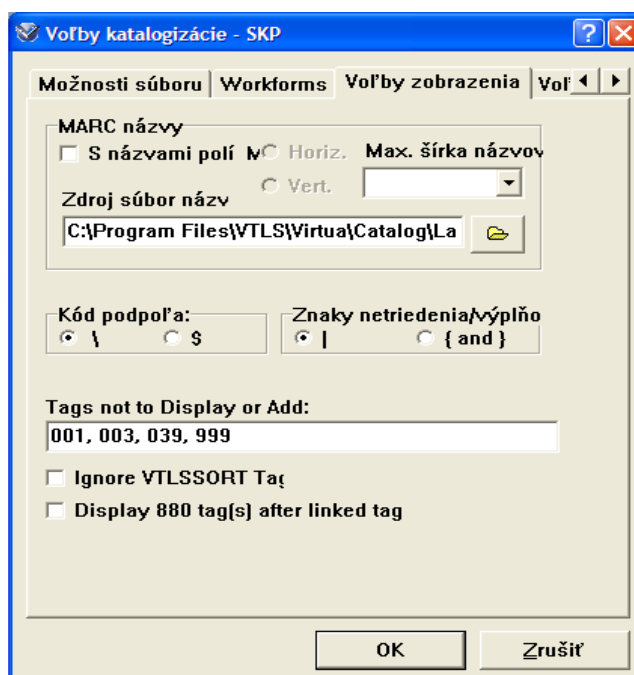 Voľby katalogizácie - SKP
Možnosti súboru Workforms Voľby zobrazenia Voľ
MARC názvy
S názvami polí M Horiz. Max. šírka názvov
Vert.
Zdroj súbor názv
C:\Program Files\VTLS\Virtua\Catalog\La
Kód podpoľa: Znaky netriedenia/výplňo
\ $ | { and }
Tags not to Display or Add:
001, 003, 039, 999
Ignore VTLSSORT Tag
Display 880 tag(s) after linked tag
OK Zrušiť